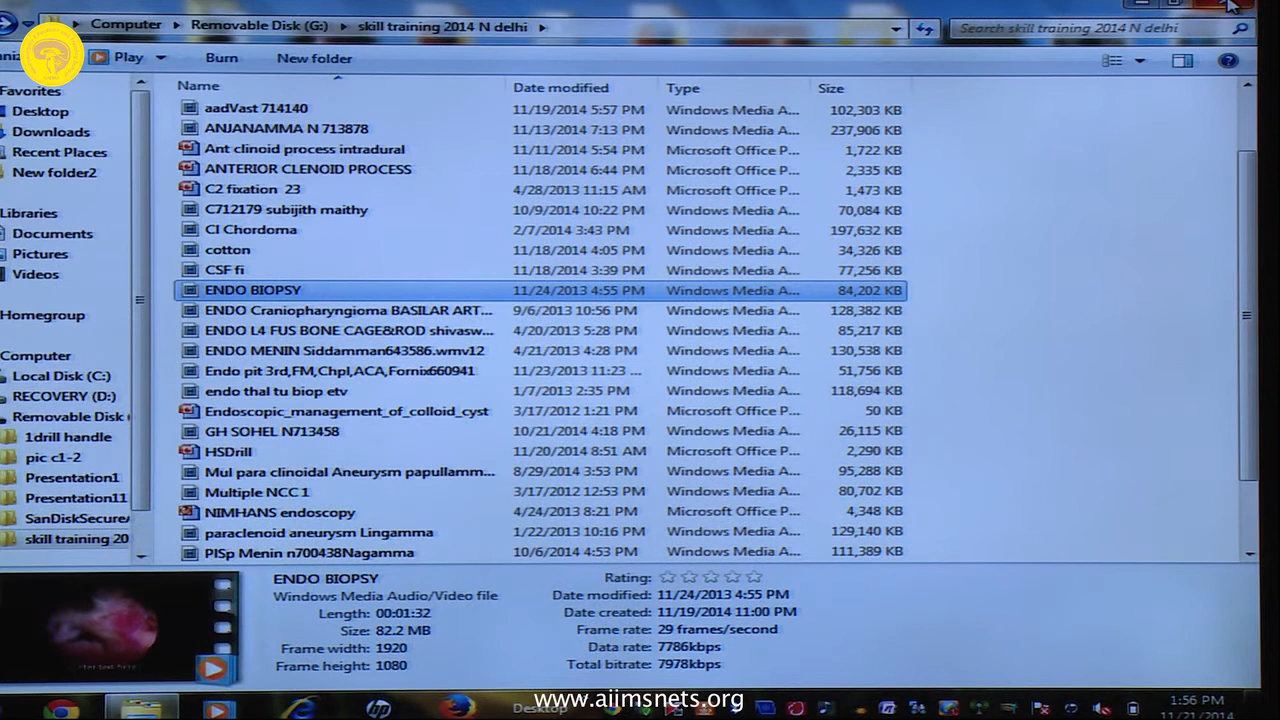 Computer ▸ Removable Disk (G:) ▸ skill training 2014 N delhi ▸
Search skill training 2014 N delhi
Play
Burn
New folder
Name Date modified Type Size
aadVast 714140 11/19/2014 5:57 PM Windows Media A... 102,303 KB
ANJANAMMA N 713878 11/13/2014 7:13 PM Windows Media A... 237,906 KB
Ant clinoid process intradural 11/11/2014 5:54 PM Microsoft Office P... 1,722 KB
ANTERIOR CLENOID PROCESS 11/18/2014 6:44 PM Microsoft Office P... 2,335 KB
C2 fixation 23 4/28/2013 11:15 AM Microsoft Office P... 1,473 KB
C712179 subijith maithy 10/9/2014 10:22 PM Windows Media A... 70,084 KB
CI Chordoma 2/7/2014 3:43 PM Windows Media A... 197,632 KB
cotton 11/18/2014 4:05 PM Windows Media A... 34,326 KB
CSF fi 11/18/2014 3:39 PM Windows Media A... 77,256 KB
ENDO BIOPSY 11/24/2013 4:55 PM Windows Media A... 84,202 KB
ENDO Craniopharyngioma BASILAR ART... 9/6/2013 10:56 PM Windows Media A... 128,382 KB
ENDO L4 FUS BONE CAGE&ROD shivasw... 4/20/2013 5:28 PM Windows Media A... 85,217 KB
ENDO MENIN Siddamman643586.wmv12 4/21/2013 4:28 PM Windows Media A... 130,538 KB
Endo pit 3rd,FM,Chpl,ACA,Fornix660941 11/23/2013 11:23 ... Windows Media A... 51,756 KB
endo thal tu biop etv 1/7/2013 2:35 PM Windows Media A... 118,694 KB
Endoscopic_management_of_colloid_cyst 3/17/2012 1:21 PM Microsoft Office P... 50 KB
GH SOHEL N713458 10/21/2014 4:18 PM Windows Media A... 26,115 KB
HSDrill 11/20/2014 8:51 AM Microsoft Office P... 2,290 KB
Mul para clinoidal Aneurysm papullamm... 8/29/2014 3:53 PM Windows Media A... 95,288 KB
Multiple NCC 1 3/17/2012 12:53 PM Windows Media A... 80,702 KB
NIMHANS endoscopy 4/24/2013 8:21 PM Microsoft Office P... 4,348 KB
paraclenoid aneurysm Lingamma 1/22/2013 10:16 PM Windows Media A... 129,140 KB
PISp Menin n700438Nagamma 10/6/2014 4:53 PM Windows Media A... 111,389 KB
Favorites
Desktop
Downloads
Recent Places
New folder2
Libraries
Documents
Pictures
Videos
Homegroup
Computer
Local Disk (C:)
RECOVERY (D:)
Removable Disk (
1drill handle
pic c1-2
Presentation1
Presentation11
SanDiskSecureA
skill training 20
ENDO BIOPSY
Windows Media Audio/Video file
Length: 00:01:32
Size: 82.2 MB
Frame width: 1920
Frame height: 1080
Rating:
Date modified: 11/24/2013 4:55 PM
Date created: 11/19/2014 11:00 PM
Frame rate: 29 frames/second
Data rate: 7786kbps
Total bitrate: 7978kbps
Desktop
1:56 PM
11/21/2014
www.aiimsnets.org